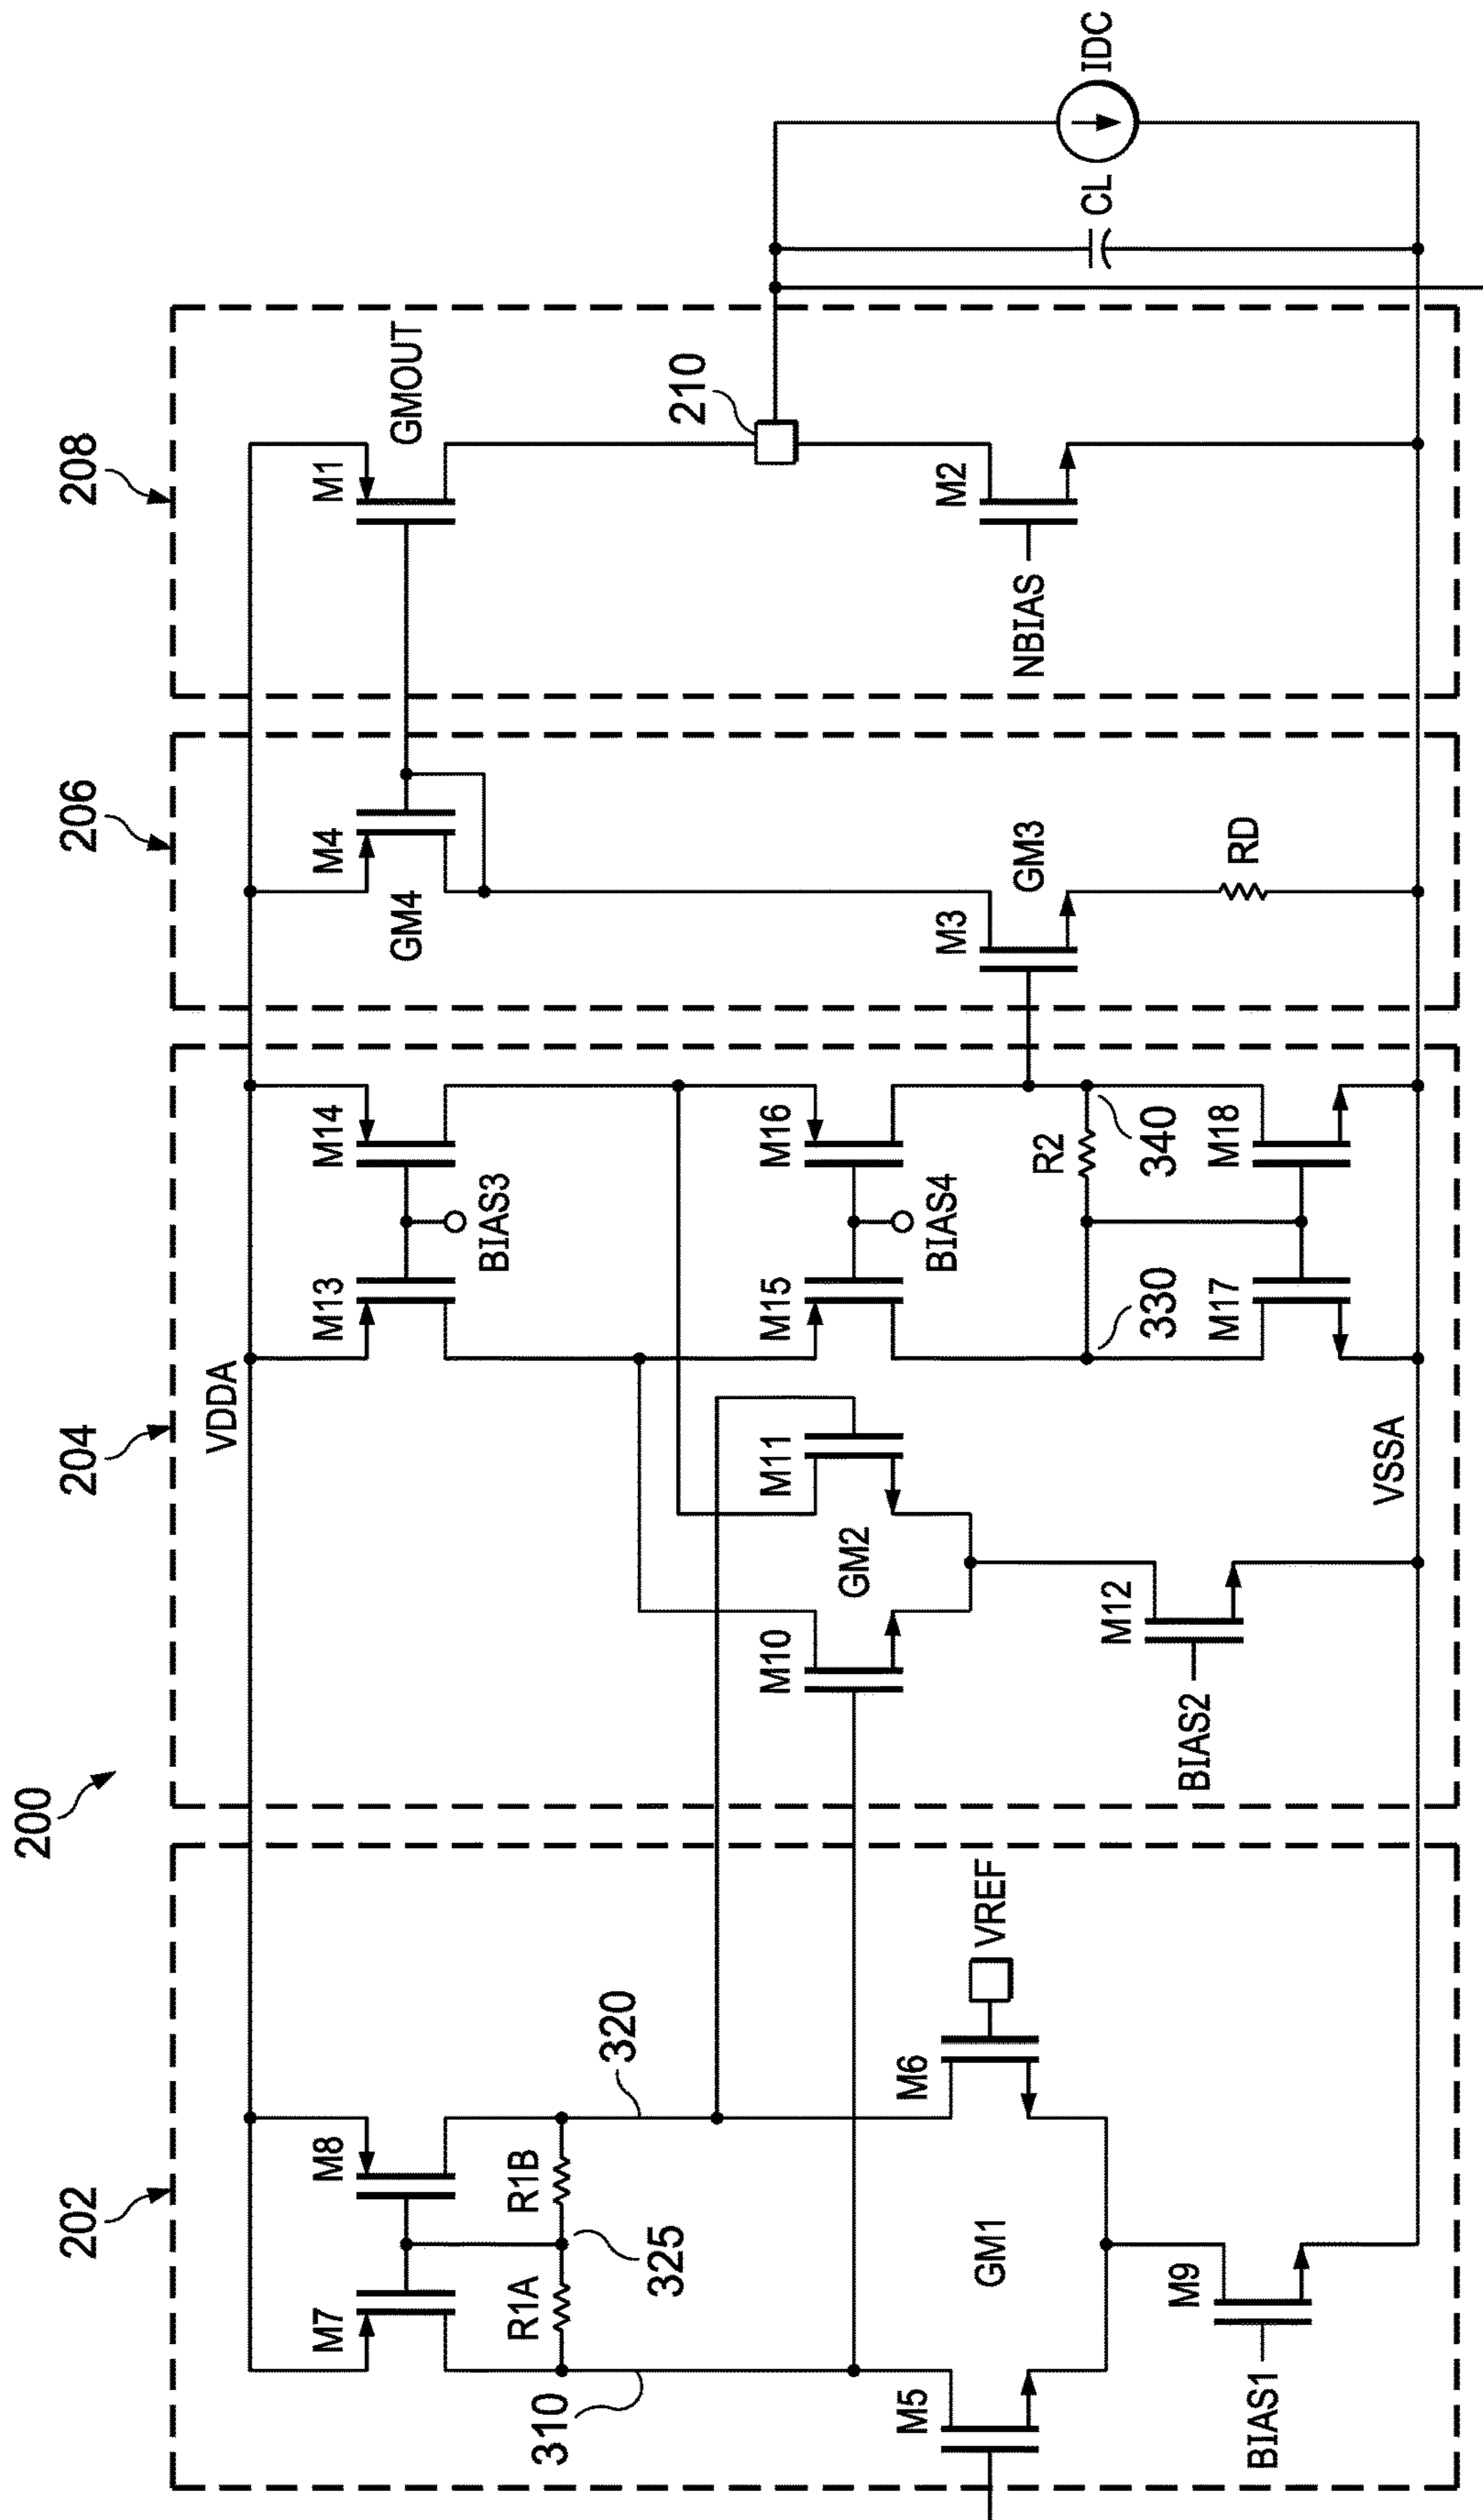 200
202
204
206
208
VDDA
M7
M8
M13
M14
M4
M1
GM4
GMOUT
BIAS3
R1A
R1B
310
325
320
210
M10
M11
M15
M16
GM2
BIAS4
M5
M6
VREF
GM1
M3
GM3
M2
NBIAS
R2
330
340
CL
IDC
M12
BIAS2
M9
BIAS1
M17
M18
RD
VSSA